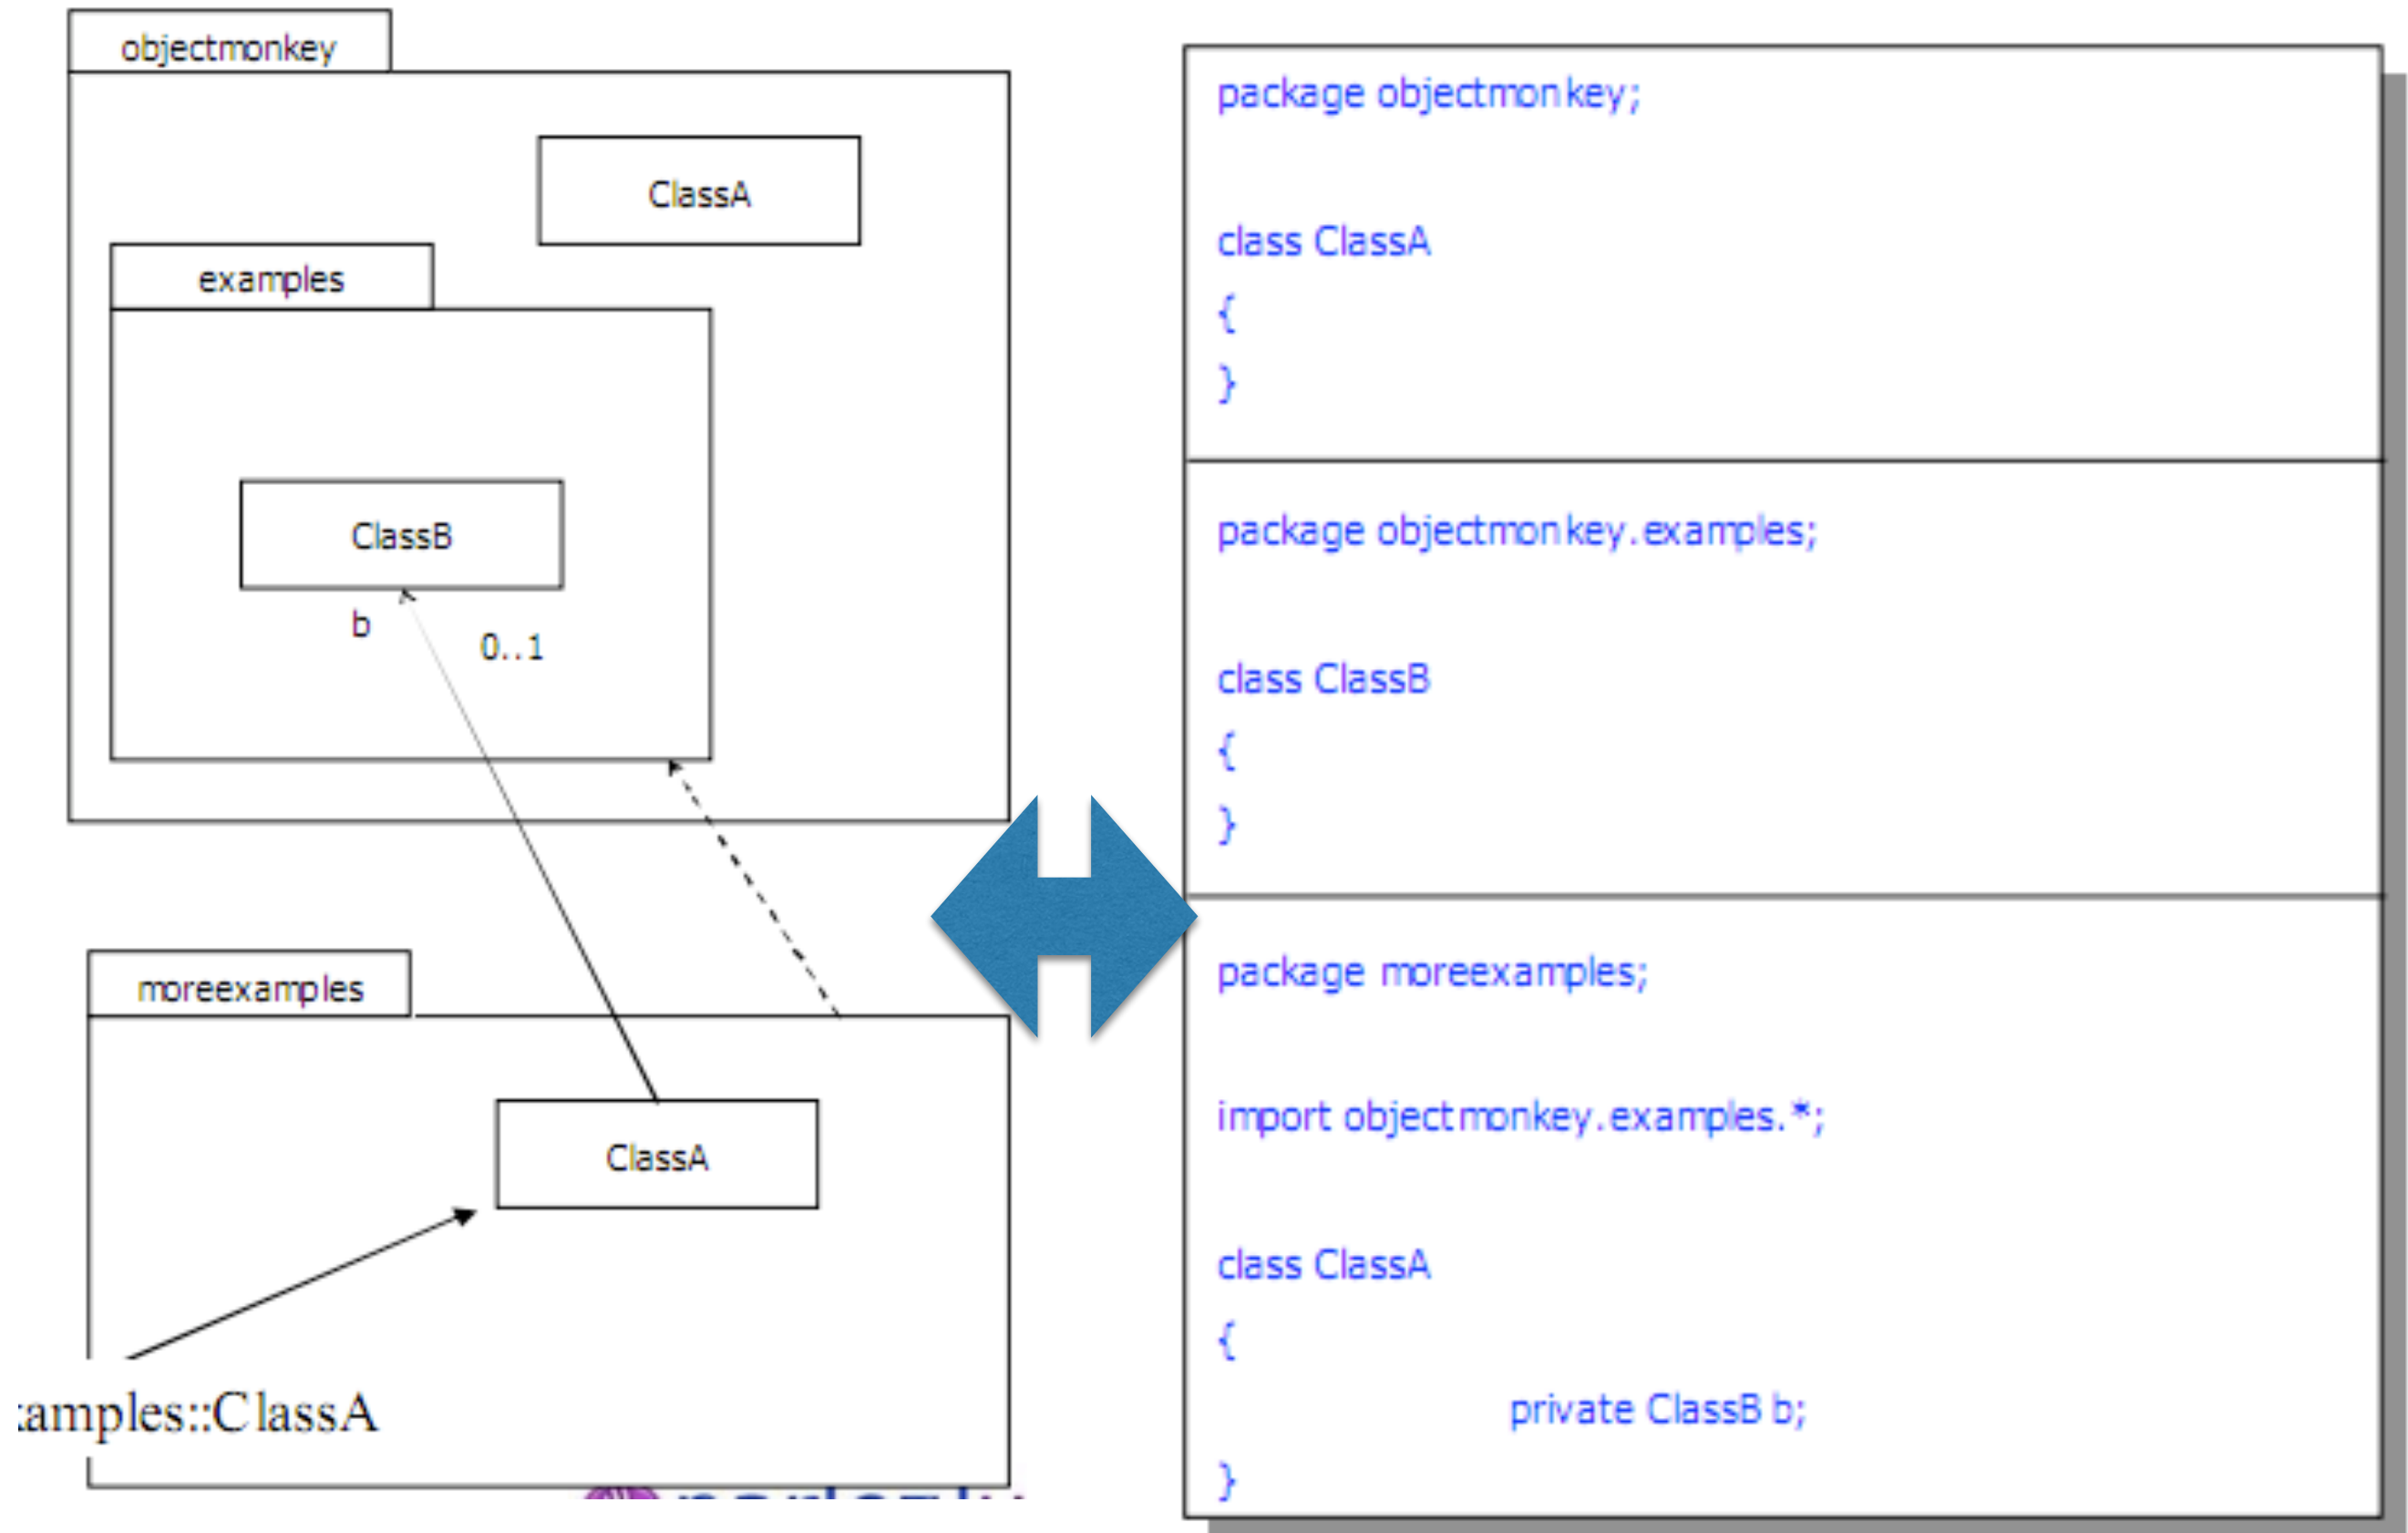 objectmonkey
ClassA
examples
ClassB
b
0..1
moreexamples
ClassA
amples::ClassA
package objectmonkey;
class ClassA
{
}
package objectmonkey.examples;
class ClassB
{
}
package moreexamples;
import objectmonkey.examples.*;
class ClassA
{
private ClassB b;
}